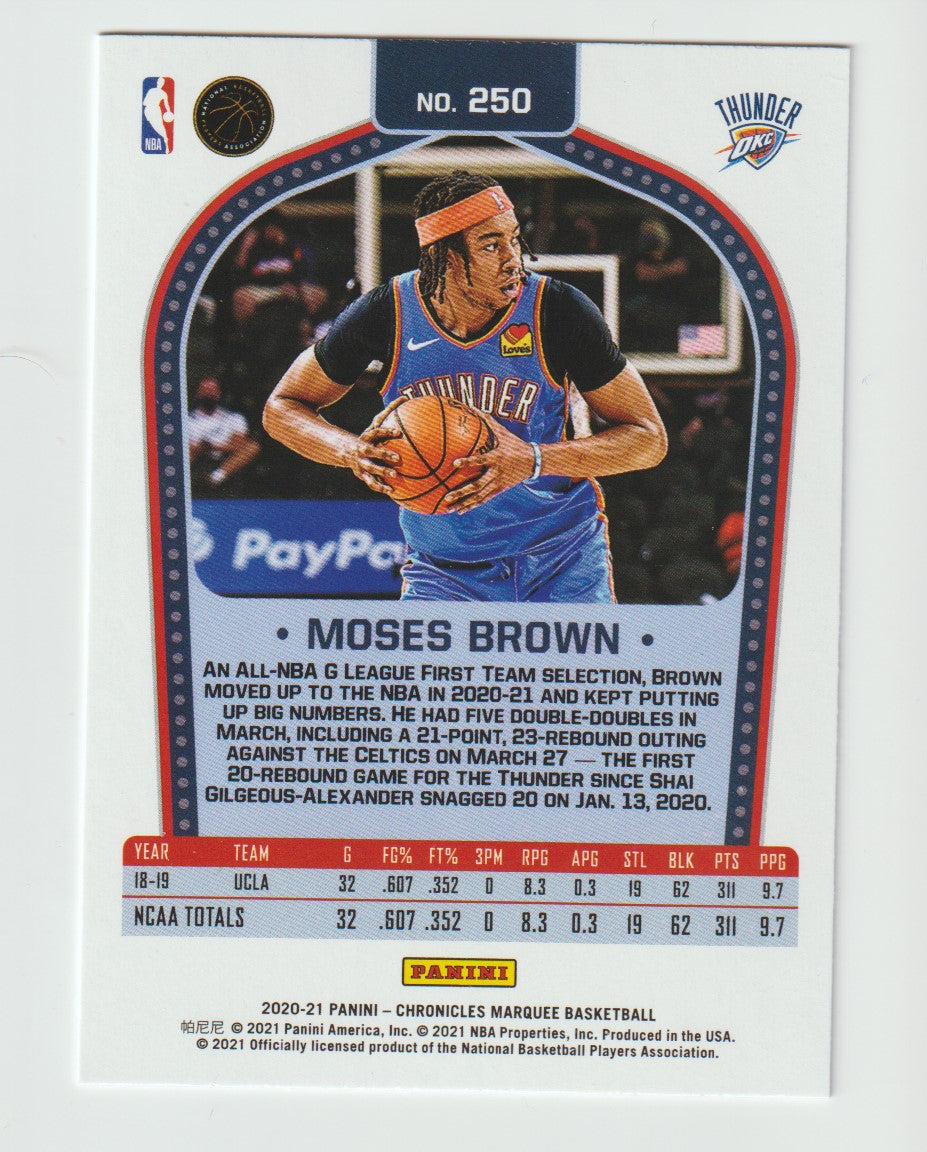 NBA
NATIONAL BASKETBALL
PLAYERS ASSOCIATION
NO. 250
THUNDER
OKC
Love's
THUNDER
PayPa
• MOSES BROWN •
AN ALL-NBA G LEAGUE FIRST TEAM SELECTION, BROWN
MOVED UP TO THE NBA IN 2020-21 AND KEPT PUTTING
UP BIG NUMBERS. HE HAD FIVE DOUBLE-DOUBLES IN
MARCH, INCLUDING A 21-POINT, 23-REBOUND OUTING
AGAINST THE CELTICS ON MARCH 27 — THE FIRST
20-REBOUND GAME FOR THE THUNDER SINCE SHAI
GILGEOUS-ALEXANDER SNAGGED 20 ON JAN. 13, 2020.
YEAR TEAM G FG% FT% 3PM RPG APG STL BLK PTS PPG
18-19 UCLA 32 .607 .352 0 8.3 0.3 19 62 311 9.7
NCAA TOTALS 32 .607 .352 0 8.3 0.3 19 62 311 9.7
PANINI
2020-21 PANINI – CHRONICLES MARQUEE BASKETBALL
帕尼尼 © 2021 Panini America, Inc. © 2021 NBA Properties, Inc. Produced in the USA.
© 2021 Officially licensed product of the National Basketball Players Association.